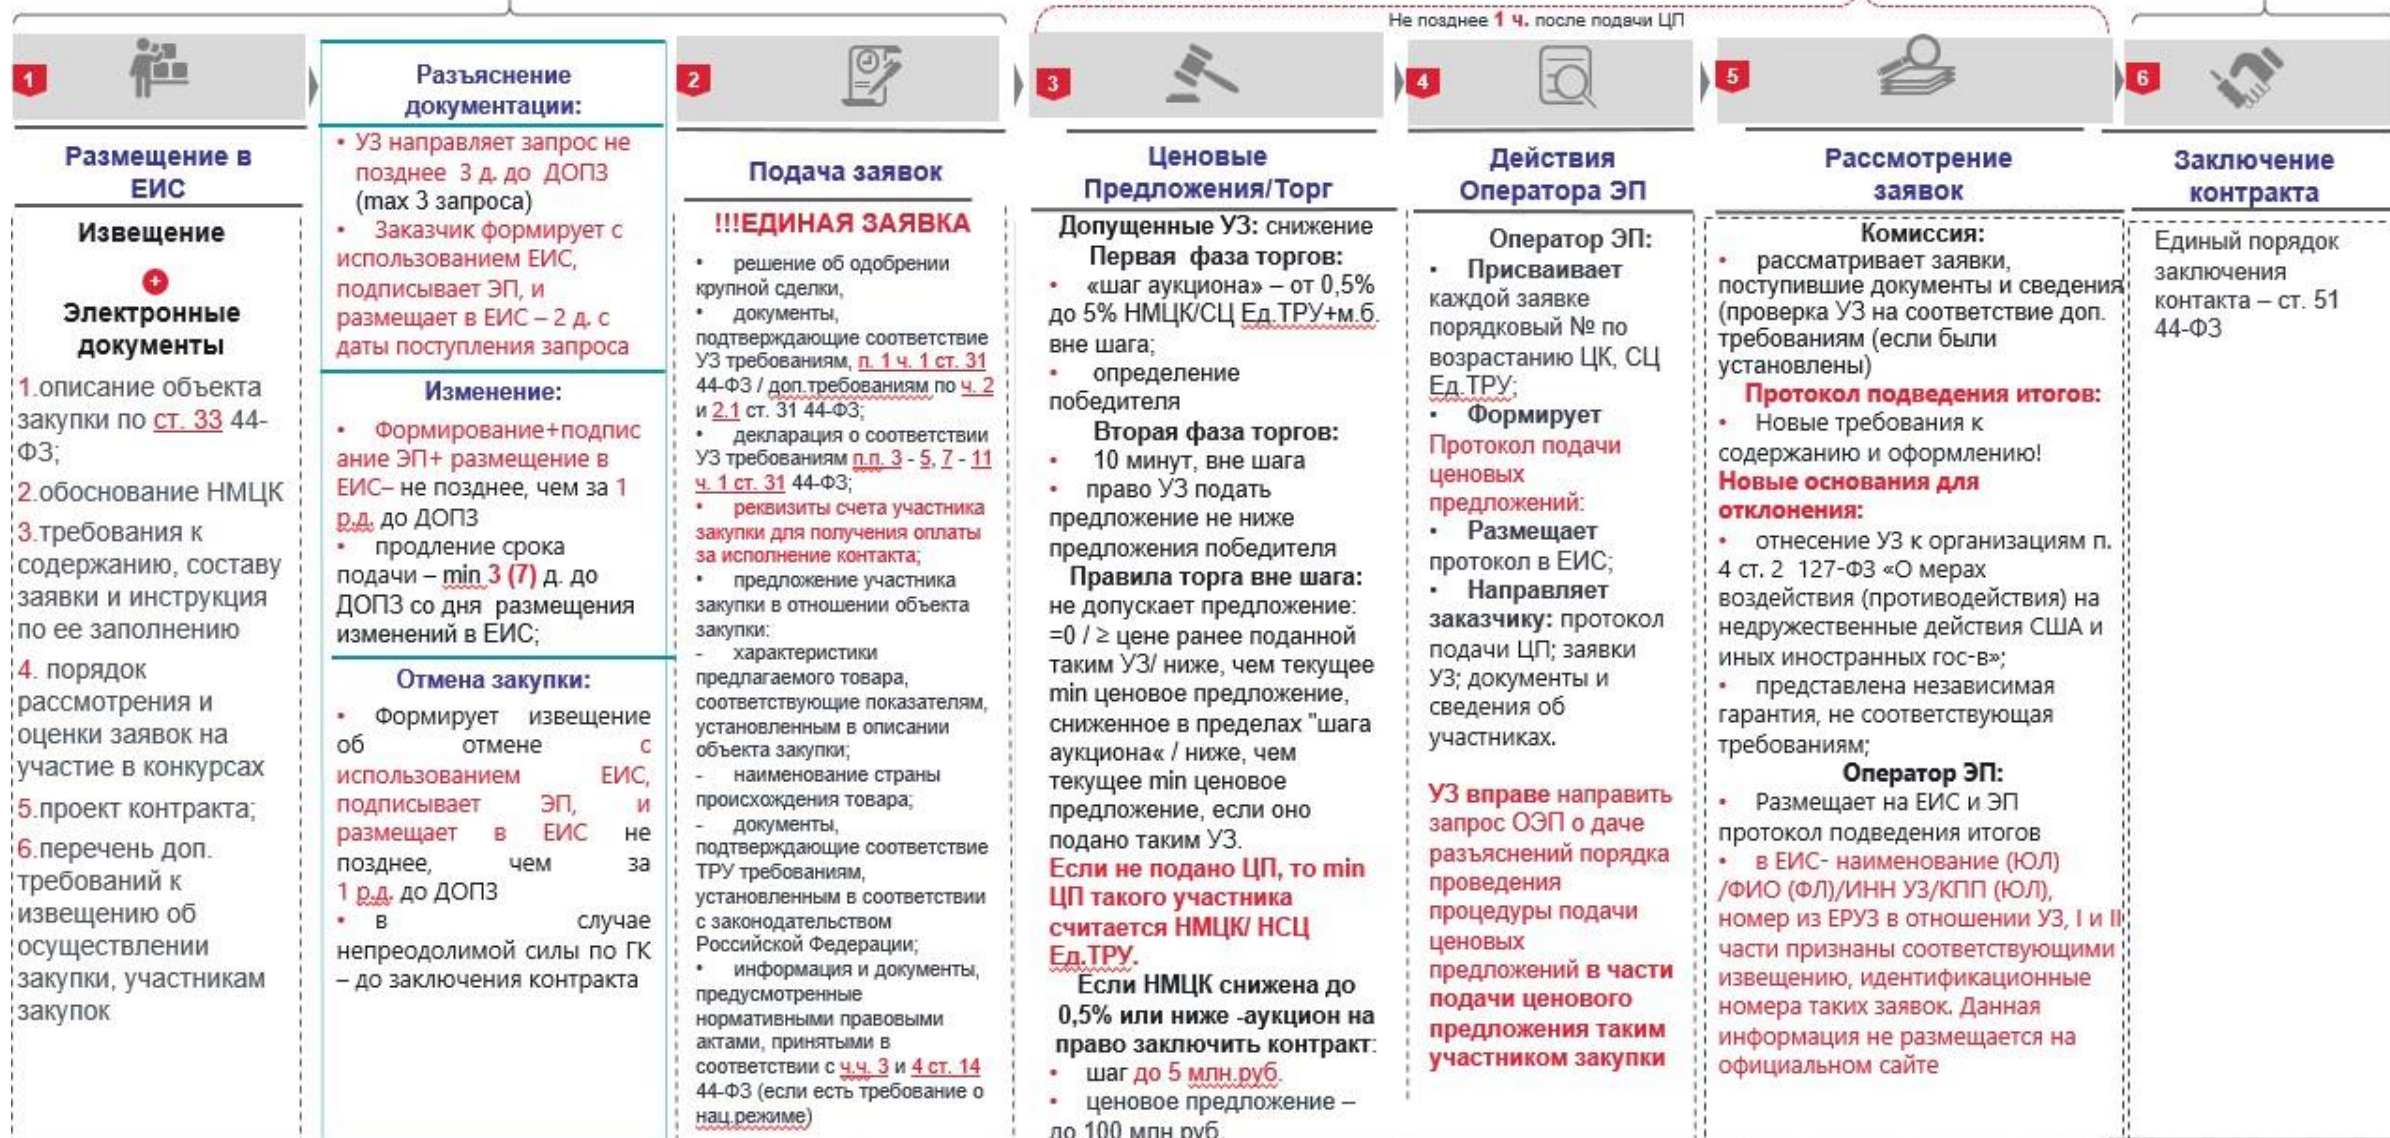 Не позднее 1 ч. после подачи ЦП
1
Размещение в
ЕИС
Извещение
Электронные
документы
1.описание объекта
закупки по ст. 33 44-
ФЗ;
2.обоснование НМЦК
3.требования к
содержанию, составу
заявки и инструкция
по ее заполнению
4. порядок
рассмотрения и
оценки заявок на
участие в конкурсах
5.проект контракта;
6.перечень доп.
требований к
извещению об
осуществлении
закупки, участникам
закупок
Разъяснение
документации:
• УЗ направляет запрос не
позднее 3 д. до ДОПЗ
(max 3 запроса)
• Заказчик формирует с
использованием ЕИС,
подписывает ЭП, и
размещает в ЕИС – 2 д. с
даты поступления запроса
Изменение:
• Формирование+подпис
ание ЭП+ размещение в
ЕИС– не позднее, чем за 1
р.д. до ДОПЗ
• продление срока
подачи – min 3 (7) д. до
ДОПЗ со дня размещения
изменений в ЕИС;
Отмена закупки:
• Формирует извещение
об отмене с
использованием ЕИС,
подписывает ЭП, и
размещает в ЕИС не
позднее, чем за
1 р.д. до ДОПЗ
• в случае
непреодолимой силы по ГК
– до заключения контракта
2
Подача заявок
!!!ЕДИНАЯ ЗАЯВКА
• решение об одобрении
крупной сделки,
• документы,
подтверждающие соответствие
УЗ требованиям, п. 1 ч. 1 ст. 31
44-ФЗ / доп.требованиям по ч. 2
и 2.1 ст. 31 44-ФЗ;
• декларация о соответствии
УЗ требованиям п.п. 3 - 5, 7 - 11
ч. 1 ст. 31 44-ФЗ;
• реквизиты счета участника
закупки для получения оплаты
за исполнение контакта;
• предложение участника
закупки в отношении объекта
закупки:
- характеристики
предлагаемого товара,
соответствующие показателям,
установленным в описании
объекта закупки;
- наименование страны
происхождения товара;
- документы,
подтверждающие соответствие
ТРУ требованиям,
установленным в соответствии
с законодательством
Российской Федерации;
• информация и документы,
предусмотренные
нормативными правовыми
актами, принятыми в
соответствии с ч.ч. 3 и 4 ст. 14
44-ФЗ (если есть требование о
нац.режиме)
3
Ценовые
Предложения/Торг
Допущенные УЗ: снижение
Первая фаза торгов:
• «шаг аукциона» – от 0,5%
до 5% НМЦК/СЦ Ед.ТРУ+м.б.
вне шага;
• определение
победителя
Вторая фаза торгов:
• 10 минут, вне шага
• право УЗ подать
предложение не ниже
предложения победителя
Правила торга вне шага:
не допускает предложение:
=0 / ≥ цене ранее поданной
таким УЗ/ ниже, чем текущее
min ценовое предложение,
сниженное в пределах "шага
аукциона« / ниже, чем
текущее min ценовое
предложение, если оно
подано таким УЗ.
Если не подано ЦП, то min
ЦП такого участника
считается НМЦК/ НСЦ
Ед.ТРУ.
Если НМЦК снижена до
0,5% или ниже -аукцион на
право заключить контракт:
• шаг до 5 млн.руб.
• ценовое предложение –
до 100 млн руб.
4
Действия
Оператора ЭП
Оператор ЭП:
• Присваивает
каждой заявке
порядковый № по
возрастанию ЦК, СЦ
Ед.ТРУ;
• Формирует
Протокол подачи
ценовых
предложений:
• Размещает
протокол в ЕИС;
• Направляет
заказчику: протокол
подачи ЦП; заявки
УЗ; документы и
сведения об
участниках.
УЗ вправе направить
запрос ОЭП о даче
разъяснений порядка
проведения
процедуры подачи
ценовых
предложений в части
подачи ценового
предложения таким
участником закупки
5
Рассмотрение
заявок
Комиссия:
• рассматривает заявки,
поступившие документы и сведения
(проверка УЗ на соответствие доп.
требованиям (если были
установлены)
Протокол подведения итогов:
• Новые требования к
содержанию и оформлению!
Новые основания для
отклонения:
• отнесение УЗ к организациям п.
4 ст. 2 127-ФЗ «О мерах
воздействия (противодействия) на
недружественные действия США и
иных иностранных гос-в»;
• представлена независимая
гарантия, не соответствующая
требованиям;
Оператор ЭП:
• Размещает на ЕИС и ЭП
протокол подведения итогов
• в ЕИС- наименование (ЮЛ)
/ФИО (ФЛ)/ИНН УЗ/КПП (ЮЛ),
номер из ЕРУЗ в отношении УЗ, I и II
части признаны соответствующими
извещению, идентификационные
номера таких заявок. Данная
информация не размещается на
официальном сайте
6
Заключение
контракта
Единый порядок
заключения
контакта – ст. 51
44-ФЗ